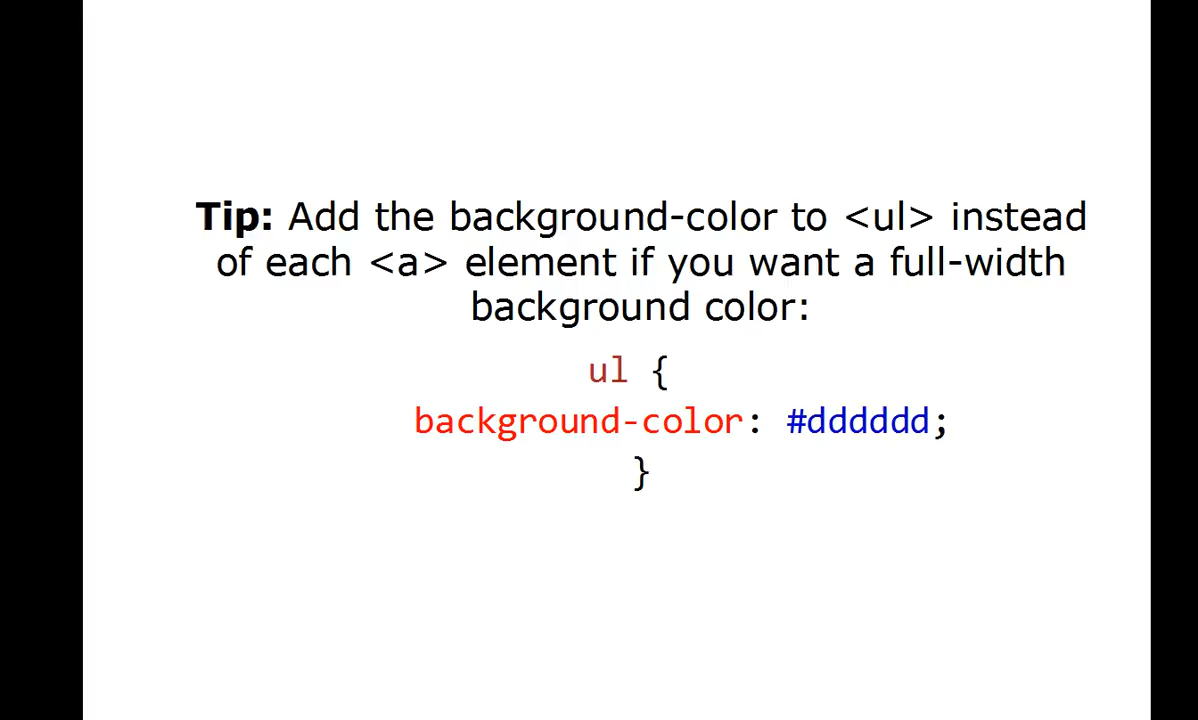 Tip: Add the background-color to <ul> instead
of each <a> element if you want a full-width
background color:
ul {
background-color: #dddddd;
}